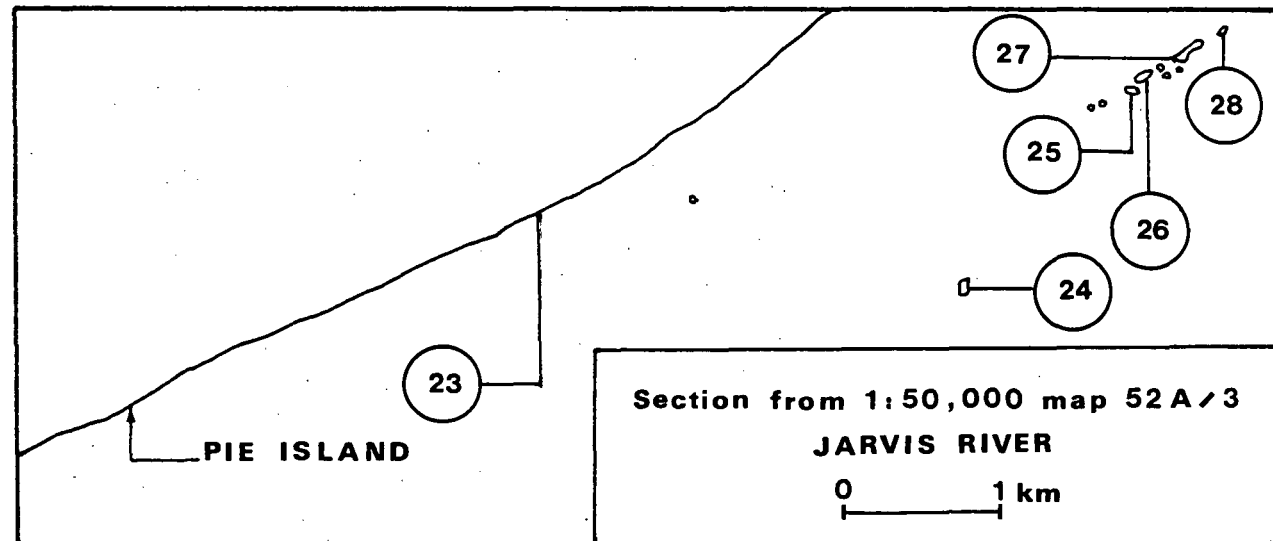 27
28
25
26
24
23
PIE ISLAND
Section from 1:50,000 map 52A/3
JARVIS RIVER
0 1 km